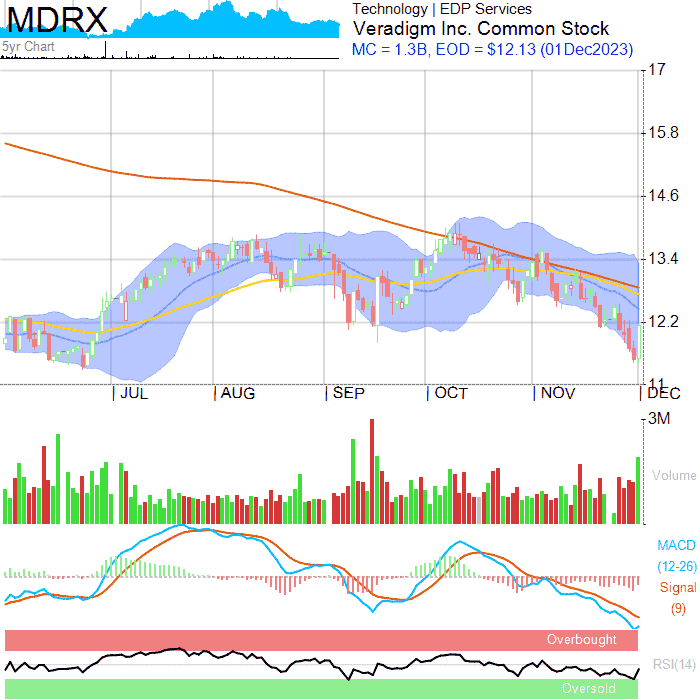 MDRX
5yr Chart
Technology | EDP Services
Veradigm Inc. Common Stock
MC = 1.3B, EOD = $12.13 (01Dec2023)
17
15.8
14.6
13.4
12.2
11
JUL
AUG
SEP
OCT
NOV
DEC
3M
Volume
MACD
(12-26)
Signal
(9)
Overbought
RSI(14)
Oversold